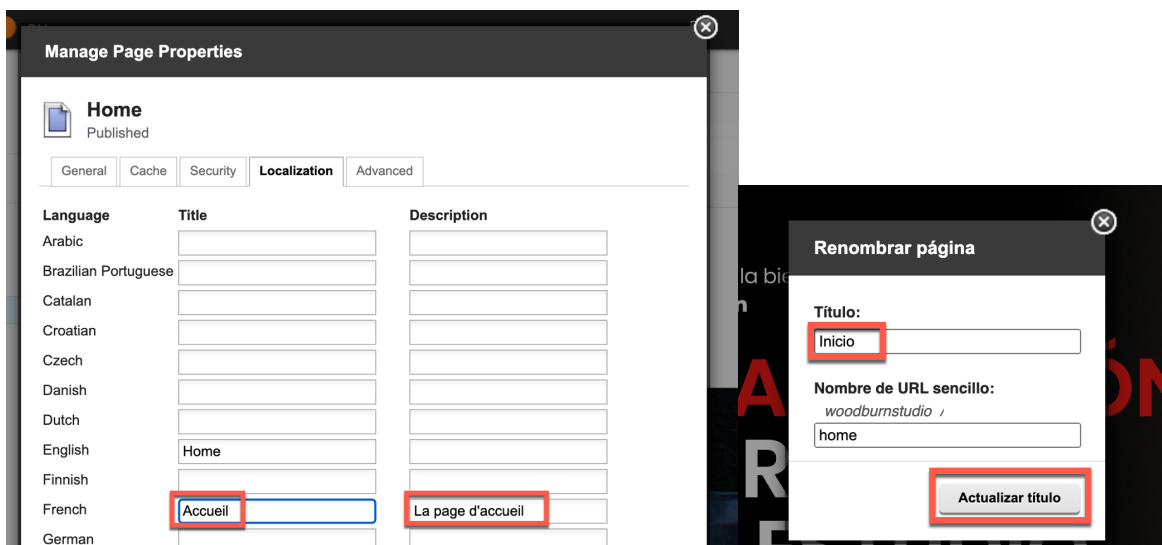 Manage Page Properties
Home
Published
General Cache Security Localization Advanced
Language Title Description
Arabic
Brazilian Portuguese
Catalan
Croatian
Czech
Danish
Dutch
English Home
Finnish
French Accueil La page d'accueil
German
la bie
Renombrar página
Título:
Inicio
Nombre de URL sencillo:
woodburnstudio /
home
Actualizar título